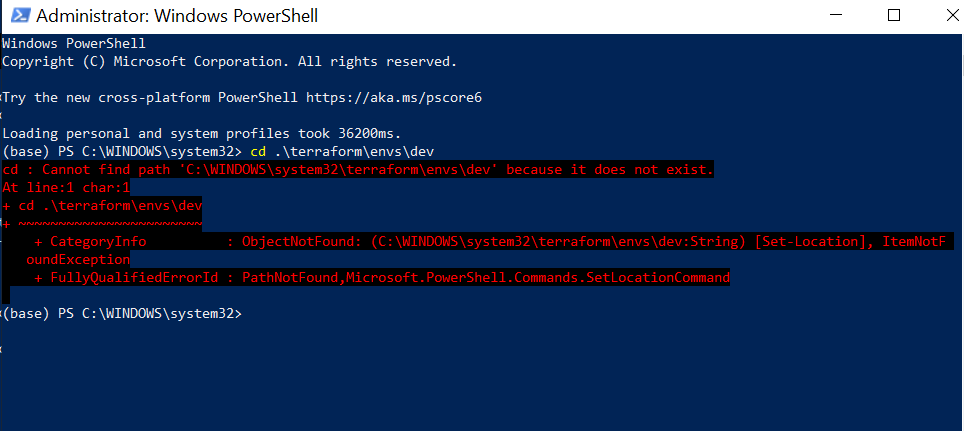 Administrator: Windows PowerShell
Windows PowerShell
Copyright (C) Microsoft Corporation. All rights reserved.
Try the new cross-platform PowerShell https://aka.ms/pscore6
Loading personal and system profiles took 36200ms.
(base) PS C:\WINDOWS\system32> cd .\terraform\envs\dev
cd : Cannot find path 'C:\WINDOWS\system32\terraform\envs\dev' because it does not exist.
At line:1 char:1
+ cd .\terraform\envs\dev
+ ~~~~~~~~~~~~~~~~~~~~~~~
    + CategoryInfo          : ObjectNotFound: (C:\WINDOWS\system32\terraform\envs\dev:String) [Set-Location], ItemNotF
   oundException
    + FullyQualifiedErrorId : PathNotFound,Microsoft.PowerShell.Commands.SetLocationCommand
(base) PS C:\WINDOWS\system32>